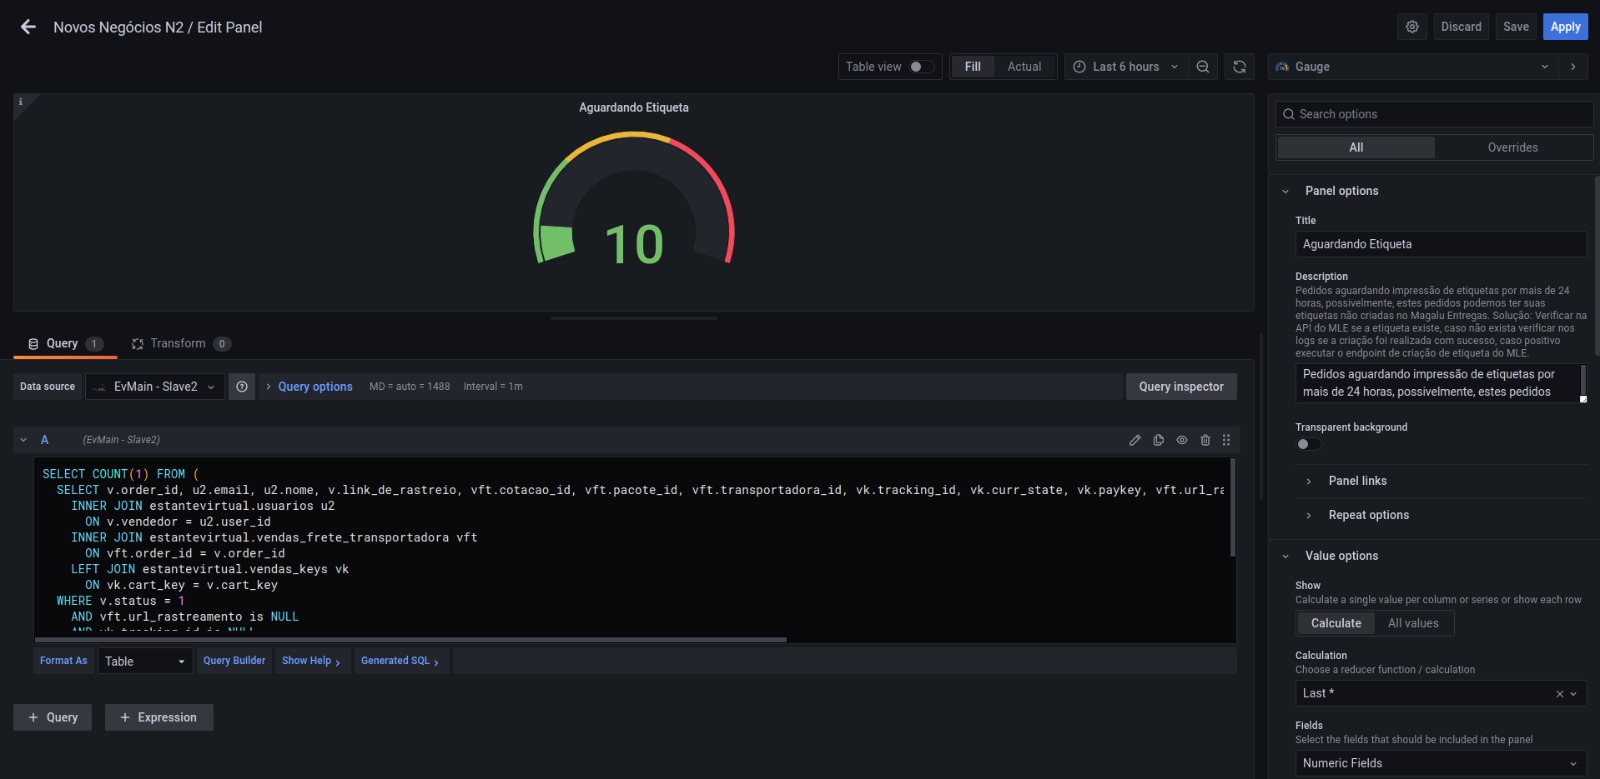 Novos Negócios N2 / Edit Panel
Discard
Save
Apply
Table view
Fill
Actual
Last 6 hours
Gauge
i
Aguardando Etiqueta
10
Search options
All
Overrides
Panel options
Title
Aguardando Etiqueta
Description
Pedidos aguardando impressão de etiquetas por mais de 24
horas, possivelmente, estes pedidos podemos ter suas
etiquetas não criadas no Magalu Entregas. Solução: Verificar na
API do MLE se a etiqueta existe, caso não exista verificar nos
logs se a criação foi realizada com sucesso, caso positivo
executar o endpoint de criação de etiqueta do MLE.
Pedidos aguardando impressão de etiquetas por
mais de 24 horas, possivelmente, estes pedidos
Transparent background
Panel links
Repeat options
Value options
Show
Calculate a single value per column or series or show each row
Calculate
All values
Calculation
Choose a reducer function / calculation
Last *
Fields
Select the fields that should be included in the panel
Numeric Fields
Query 1
Transform 0
Data source
EvMain - Slave2
Query options
MD = auto = 1488
Interval = 1m
Query inspector
A
(EvMain - Slave2)
SELECT COUNT(1) FROM (
SELECT v.order_id, u2.email, u2.nome, v.link_de_rastreio, vft.cotacao_id, vft.pacote_id, vft.transportadora_id, vk.tracking_id, vk.curr_state, vk.paykey, vft.url_ra
INNER JOIN estantevirtual.usuarios u2
ON v.vendedor = u2.user_id
INNER JOIN estantevirtual.vendas_frete_transportadora vft
ON vft.order_id = v.order_id
LEFT JOIN estantevirtual.vendas_keys vk
ON vk.cart_key = v.cart_key
WHERE v.status = 1
AND vft.url_rastreamento is NULL
AND vk.tracking_id is NULL
Format As
Table
Query Builder
Show Help
Generated SQL
+ Query
+ Expression